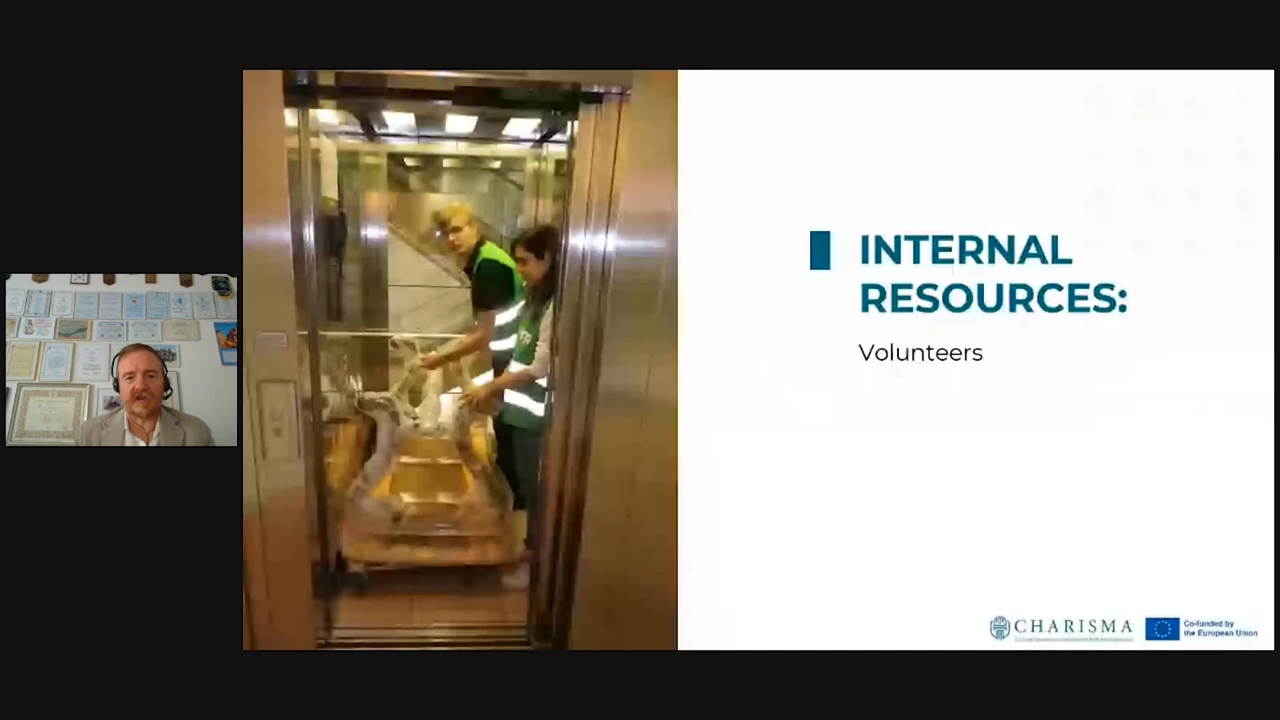 INTERNAL
RESOURCES:
Volunteers
CHARISMA
Co-funded by
the European Union